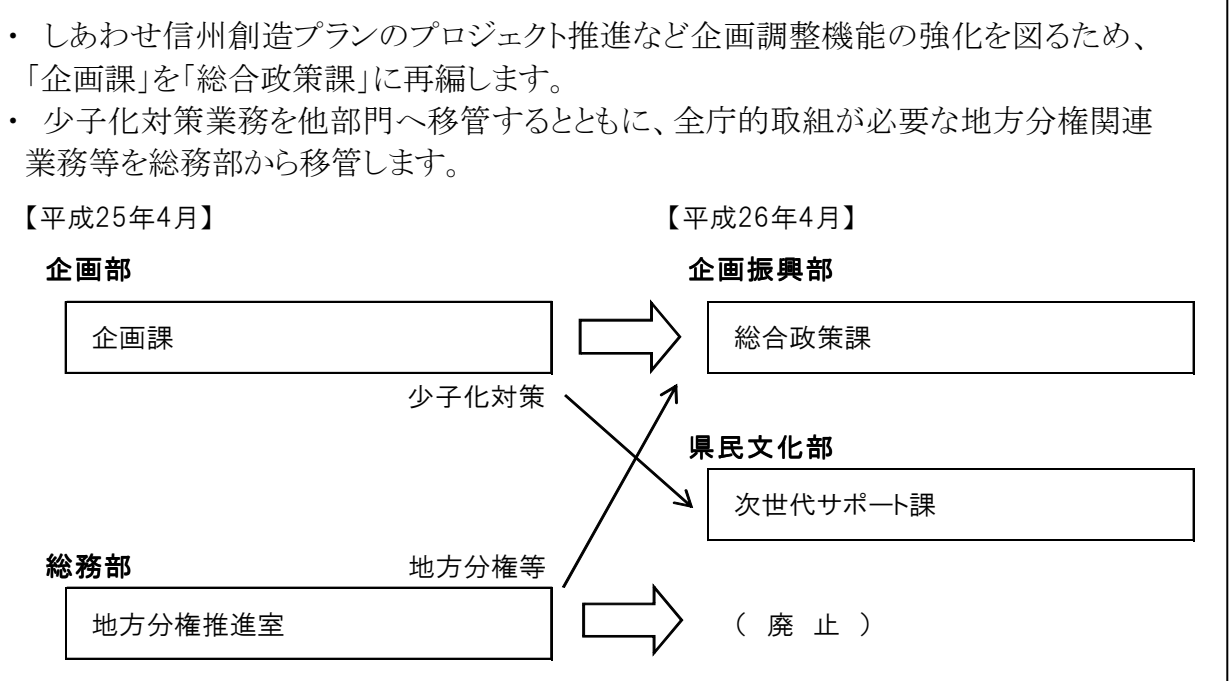 ・ しあわせ信州創造プランのプロジェクト推進など企画調整機能の強化を図るため、
「企画課」を「総合政策課」に再編します。
・ 少子化対策業務を他部門へ移管するとともに、全庁的取組が必要な地方分権関連
業務等を総務部から移管します。
【平成25年4月】 【平成26年4月】
企画部 企画振興部
企画課 総合政策課
少子化対策
県民文化部
次世代サポート課
総務部 地方分権等
地方分権推進室 （ 廃 止 ）